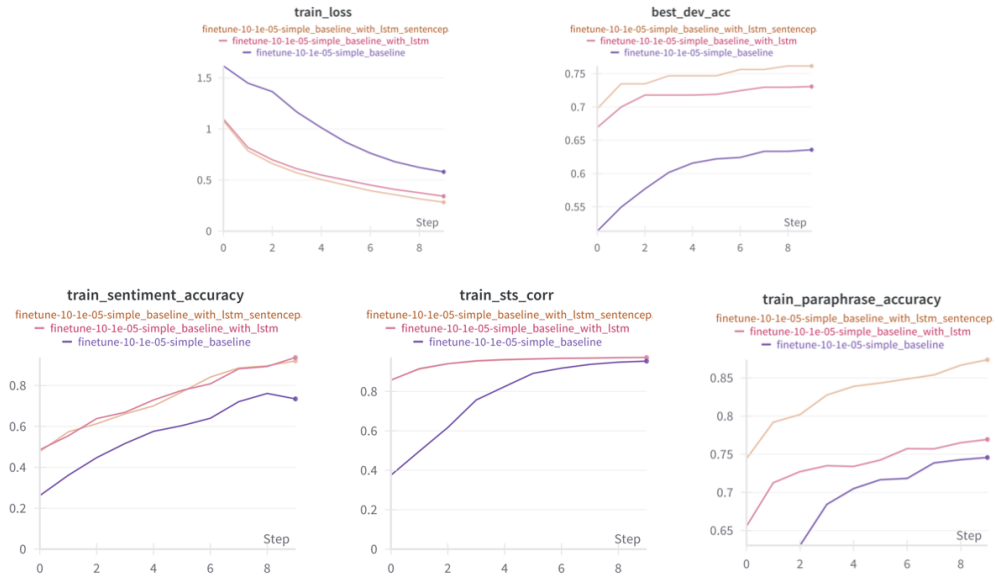 train_loss
finetune-10-1e-05-simple_baseline_with_lstm_sentencep
finetune-10-1e-05-simple_baseline_with_lstm
finetune-10-1e-05-simple_baseline
1.5
1
0.5
0
Step
0 2 4 6 8
best_dev_acc
finetune-10-1e-05-simple_baseline_with_lstm_sentencep
finetune-10-1e-05-simple_baseline_with_lstm
finetune-10-1e-05-simple_baseline
0.75
0.7
0.65
0.6
0.55
Step
0 2 4 6 8
train_sentiment_accuracy
finetune-10-1e-05-simple_baseline_with_lstm_sentencep
finetune-10-1e-05-simple_baseline_with_lstm
finetune-10-1e-05-simple_baseline
0.8
0.6
0.4
0.2
0
Step
0 2 4 6 8
train_sts_corr
finetune-10-1e-05-simple_baseline_with_lstm_sentencep
finetune-10-1e-05-simple_baseline_with_lstm
finetune-10-1e-05-simple_baseline
0.8
0.6
0.4
0.2
0
Step
0 2 4 6 8
train_paraphrase_accuracy
finetune-10-1e-05-simple_baseline_with_lstm_sentencep
finetune-10-1e-05-simple_baseline_with_lstm
finetune-10-1e-05-simple_baseline
0.85
0.8
0.75
0.7
0.65
Step
0 2 4 6 8